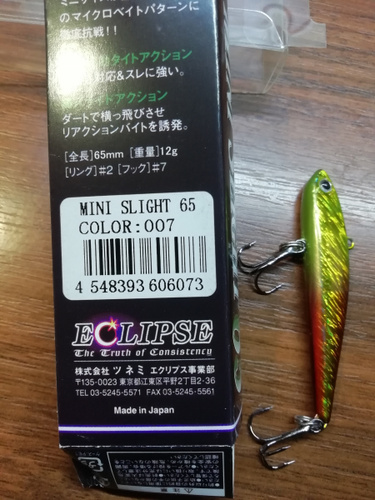 のマイクロベイトパターンに
徹底抗戦!!
タイトアクション
対応&スレに強い。
アクション
ダートで横っ飛びさせ
リアクションバイトを誘発。
[全長]65mm [重量]12g
[リング]#2 [フック]#7
MINI SLIGHT 65
COLOR:007
4 548393 606073
ECLIPSE
The Truth of Consistency
株式会社 ツネミ エクリプス事業部
〒135-0023 東京都江東区平野2丁目2-36
TEL 03-5245-5571 FAX 03-5245-5561
Made in Japan